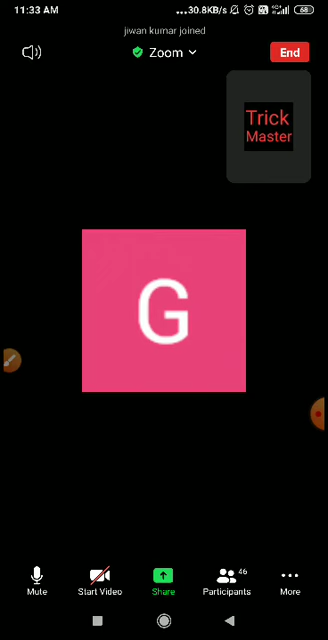 11:33 AM
...30.8KB/s
68
jiwan kumar joined
Zoom
End
Trick
Master
G
46
Mute
Start Video
Share
Participants
More